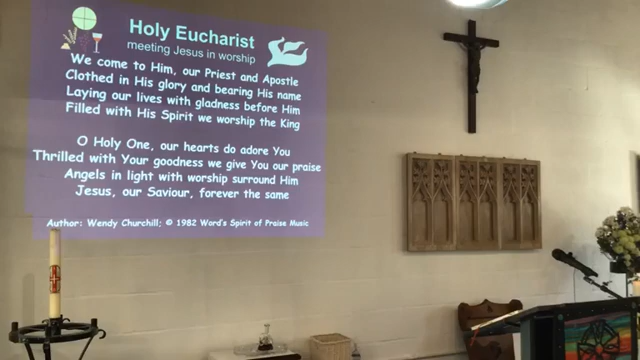 Holy Eucharist
meeting Jesus in worship
We come to Him, our Priest and Apostle
Clothed in His glory and bearing His name
Laying our lives with gladness before Him
Filled with His Spirit we worship the King
O Holy One, our hearts do adore You
Thrilled with Your goodness we give You our praise
Angels in light with worship surround Him
Jesus, our Saviour, forever the same
Author: Wendy Churchill; © 1982 Word's Spirit of Praise Music